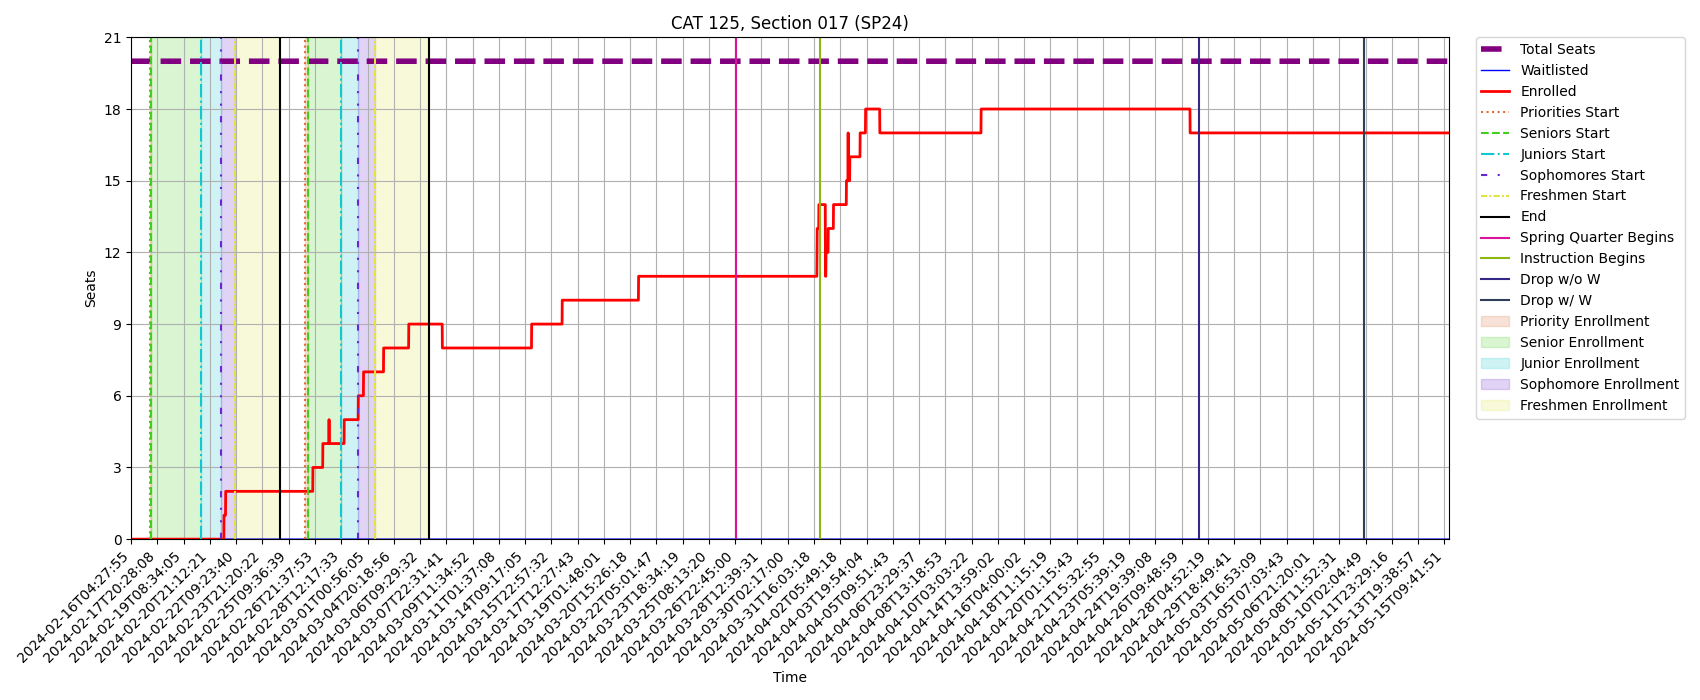 CAT 125, Section 017 (SP24)
21
18
15
12
9
6
3
0
Seats
2024-02-16T04:27:55
2024-02-17T20:28:08
2024-02-19T08:34:05
2024-02-20T21:12:21
2024-02-22T09:23:40
2024-02-23T21:20:22
2024-02-25T09:36:39
2024-02-26T21:37:53
2024-02-28T12:17:33
2024-03-01T00:56:05
2024-03-04T20:18:56
2024-03-06T09:29:32
2024-03-07T22:31:41
2024-03-09T11:34:52
2024-03-11T01:37:08
2024-03-14T09:17:05
2024-03-15T22:57:32
2024-03-17T12:27:43
2024-03-19T01:48:01
2024-03-20T15:26:18
2024-03-22T05:01:47
2024-03-23T18:34:19
2024-03-25T08:13:20
2024-03-26T22:45:00
2024-03-28T12:39:31
2024-03-30T02:17:00
2024-03-31T16:03:18
2024-04-02T05:49:18
2024-04-03T19:54:04
2024-04-05T09:51:43
2024-04-06T23:29:37
2024-04-08T13:18:53
2024-04-10T03:03:22
2024-04-14T13:59:02
2024-04-16T04:00:02
2024-04-18T11:15:19
2024-04-20T01:15:43
2024-04-21T15:32:55
2024-04-23T05:39:19
2024-04-24T19:39:08
2024-04-26T09:48:59
2024-04-28T04:52:19
2024-04-29T18:49:41
2024-05-03T16:53:09
2024-05-05T07:03:43
2024-05-06T21:20:01
2024-05-08T11:52:31
2024-05-10T02:04:49
2024-05-11T23:29:16
2024-05-13T19:38:57
2024-05-15T09:41:51
Time
Total Seats
Waitlisted
Enrolled
Priorities Start
Seniors Start
Juniors Start
Sophomores Start
Freshmen Start
End
Spring Quarter Begins
Instruction Begins
Drop w/o W
Drop w/ W
Priority Enrollment
Senior Enrollment
Junior Enrollment
Sophomore Enrollment
Freshmen Enrollment